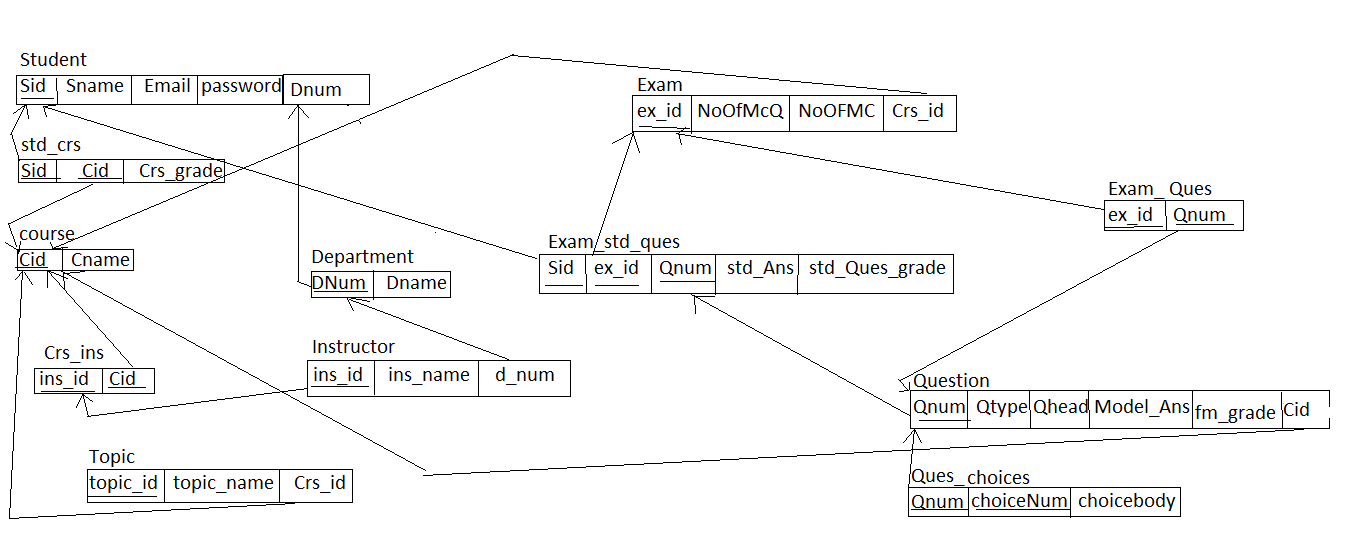 Student
Sid Sname Email password Dnum
Exam
ex_id NoOfMcQ NoOFMC Crs_id
std_crs
Sid Cid Crs_grade
Exam_Ques
ex_id Qnum
course
Cid Cname
Exam_std_ques
Sid ex_id Qnum std_Ans std_Ques_grade
Department
DNum Dname
Crs_ins
ins_id Cid
Instructor
ins_id ins_name d_num
Question
Qnum Qtype Qhead Model_Ans fm_grade Cid
Topic
topic_id topic_name Crs_id
Ques_choices
Qnum choiceNum choicebody